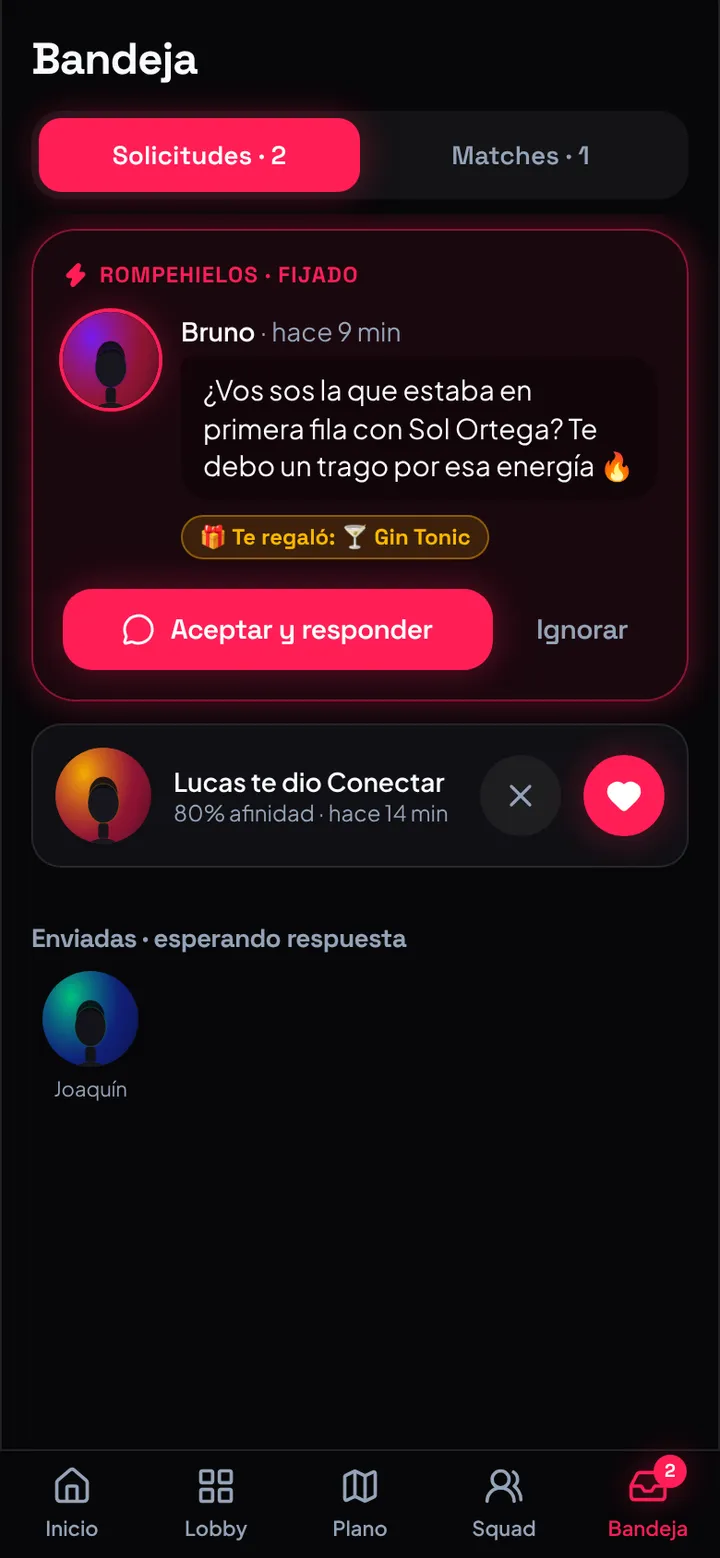 Bandeja
Solicitudes · 2
Matches · 1
ROMPEHIELOS · FIJADO
Bruno · hace 9 min
¿Vos sos la que estaba en
primera fila con Sol Ortega? Te
debo un trago por esa energía 🔥
🎁 Te regaló: 🍸 Gin Tonic
Aceptar y responder
Ignorar
Lucas te dio Conectar
80% afinidad · hace 14 min
Enviadas · esperando respuesta
Joaquín
2
Inicio
Lobby
Plano
Squad
Bandeja